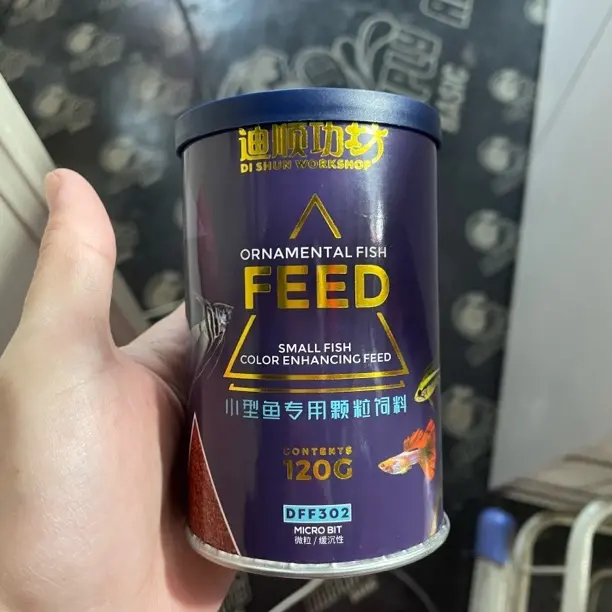 迪顺功坊
DI SHUN WORKSHOP
ORNAMENTAL FISH
FEED
SMALL FISH
COLOR ENHANCING FEED
小型鱼专用颗粒饲料
CONTENTS
120G
DFF302
MICRO BIT
微粒/缓沉性
BASIC